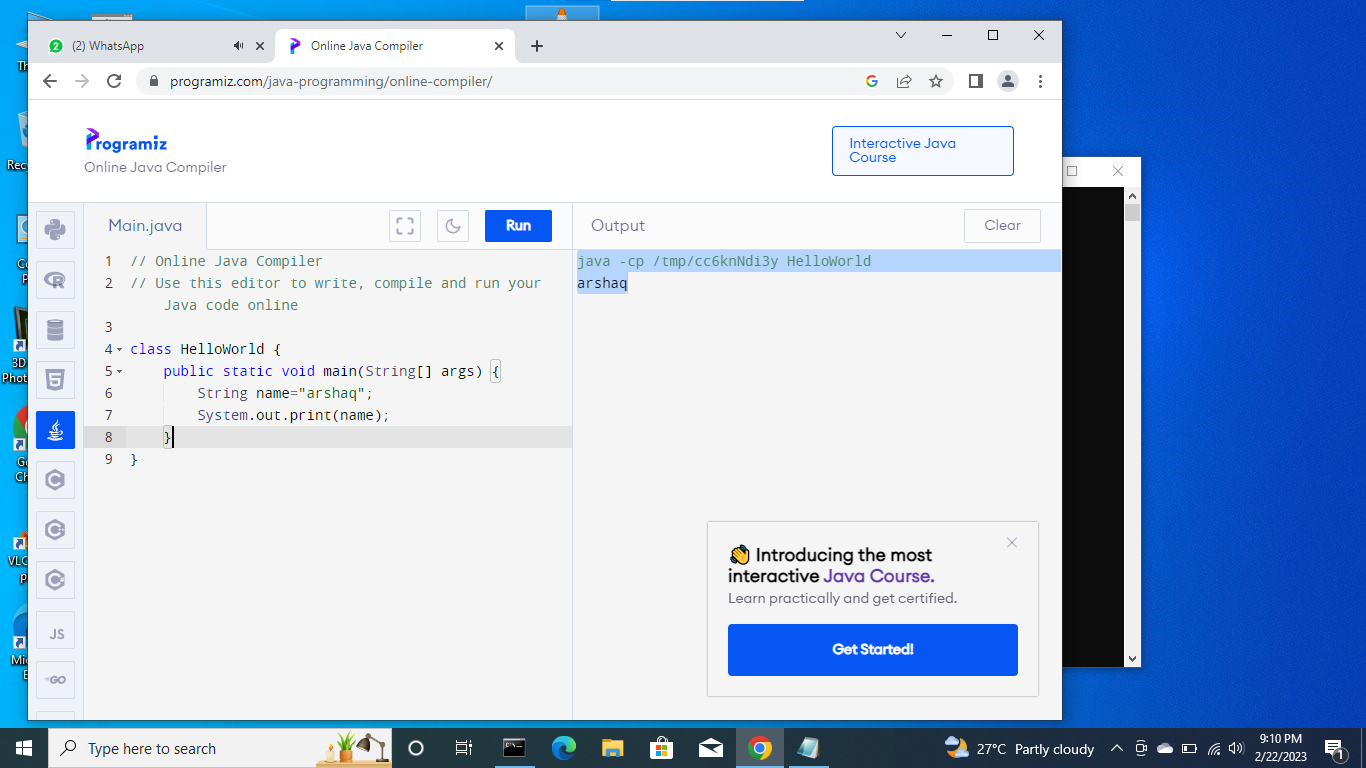 (2) WhatsApp
Online Java Compiler
programiz.com/java-programming/online-compiler/
Programiz
Online Java Compiler
Interactive Java
Course
Main.java
Run
Output
Clear
1 // Online Java Compiler
2 // Use this editor to write, compile and run your
Java code online
3
4 class HelloWorld {
5 public static void main(String[] args) {
6 String name="arshaq";
7 System.out.print(name);
8 }
9 }
java -cp /tmp/cc6knNdi3y HelloWorld
arshaq
Introducing the most
interactive Java Course.
Learn practically and get certified.
Get Started!
JS
GO
Th
Recy
3D
Phot
Go
Ch
VLC
p
Mic
E
Type here to search
27°C Partly cloudy
9:10 PM
2/22/2023
1